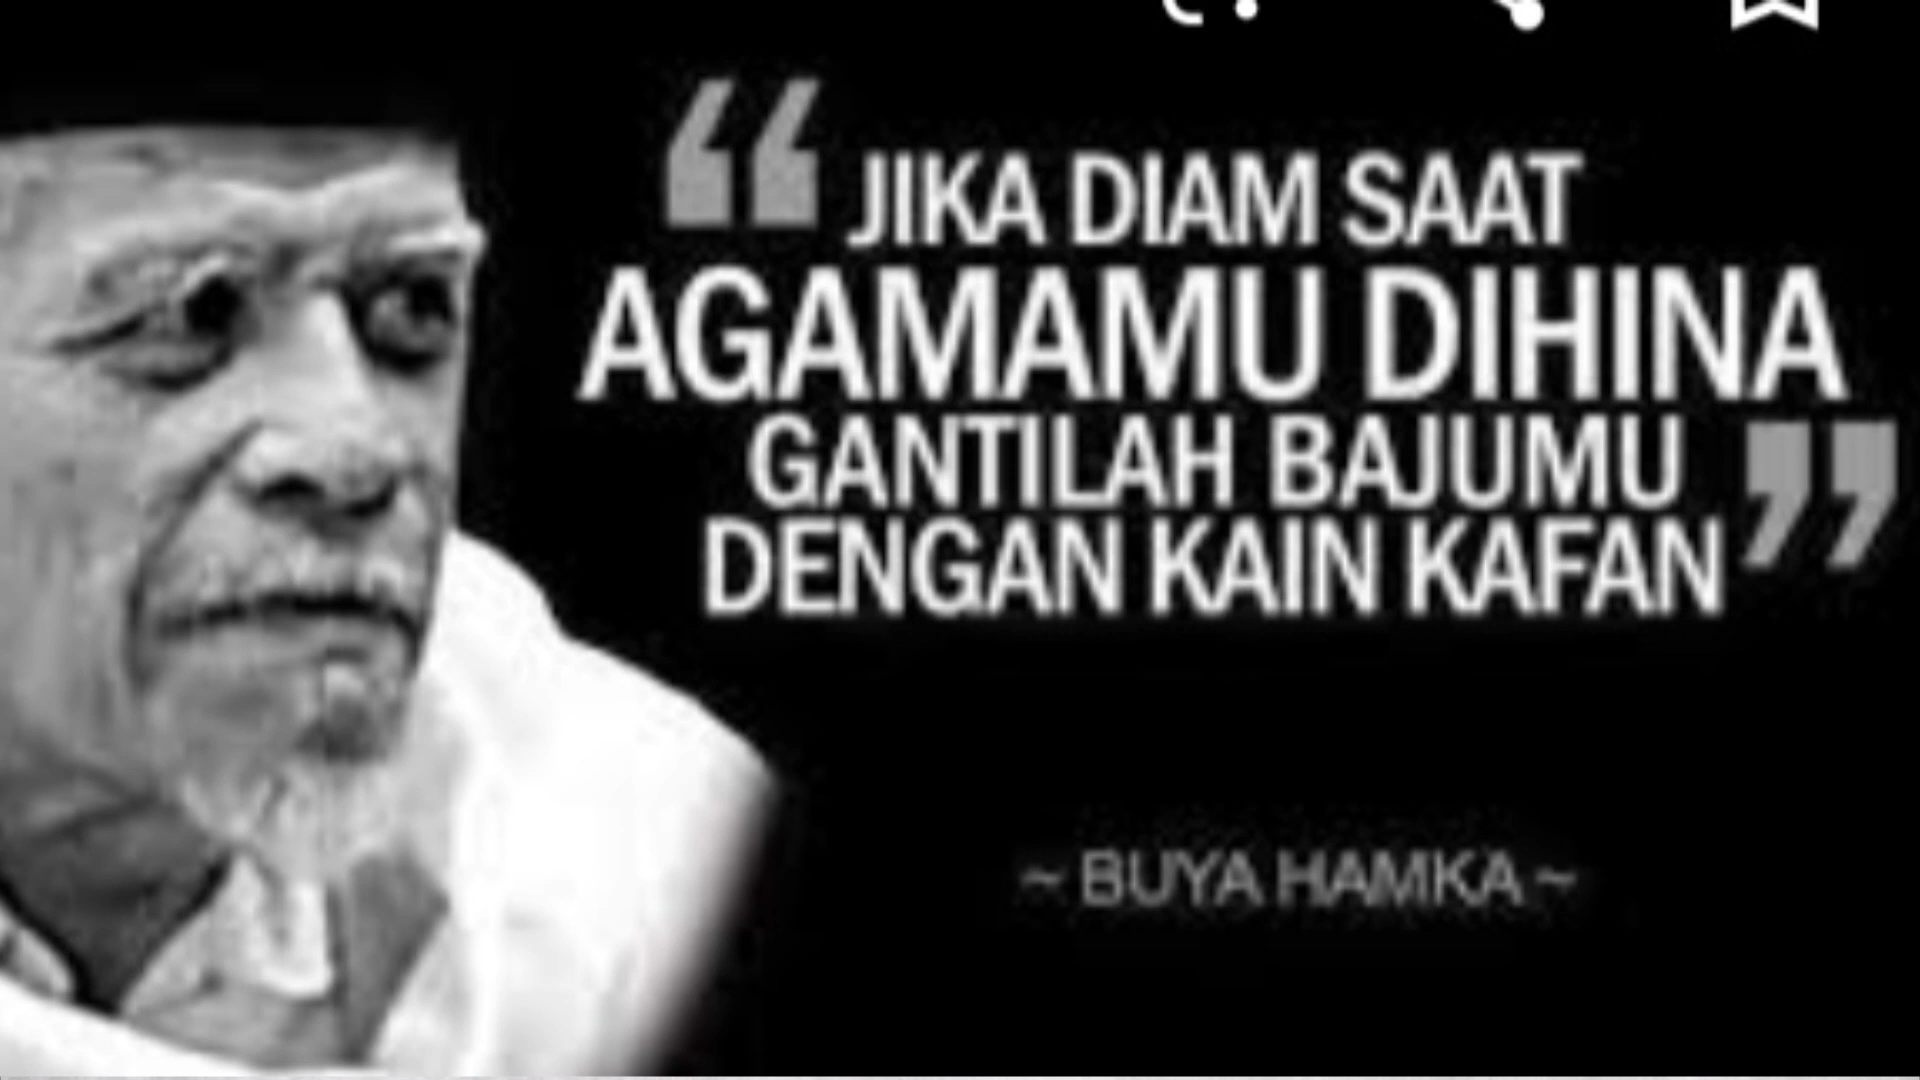 “ JIKA DIAM SAAT
AGAMAMU DIHINA
GANTILAH BAJUMU
DENGAN KAIN KAFAN ”
~ BUYA HAMKA ~